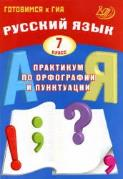 ГОТОВИМСЯ К ГИА
РУССКИЙ ЯЗЫК
7
КЛАСС
ПРАКТИКУМ
ПО ОРФОГРАФИИ
И ПУНКТУАЦИИ
А Я
! ; ?